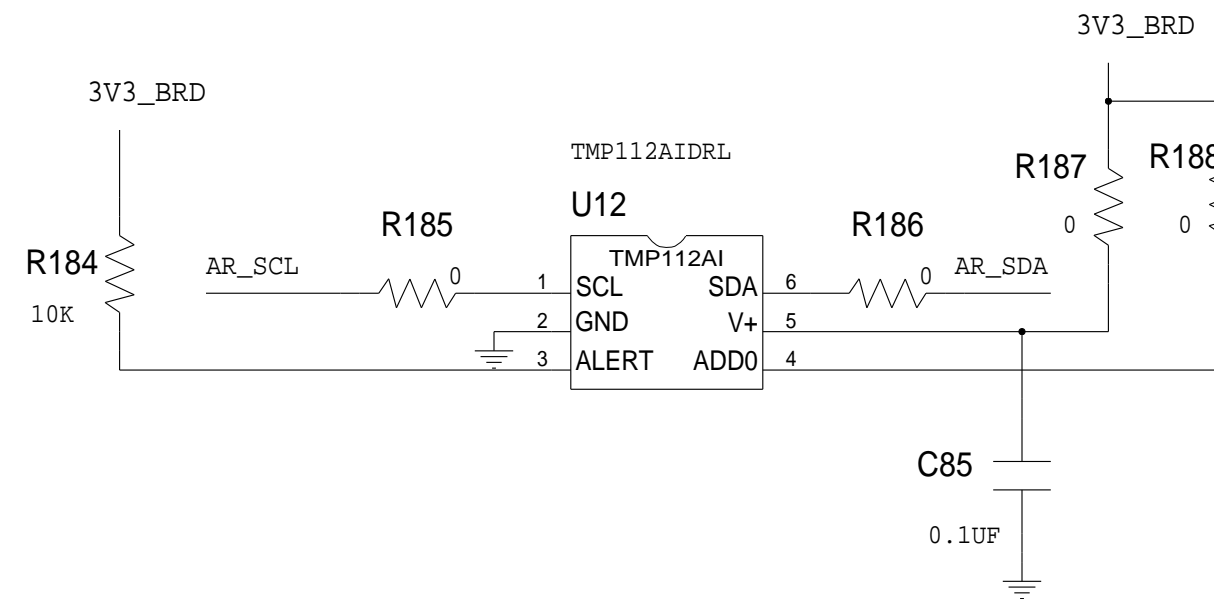 3V3_BRD
3V3_BRD
TMP112AIDRL
R187
R188
U12
0
0
R185
R186
R184
10K
AR_SCL
0
TMP112AI
0
AR_SDA
1
SCL
SDA
6
2
GND
V+
5
3
ALERT
ADD0
4
C85
0.1UF